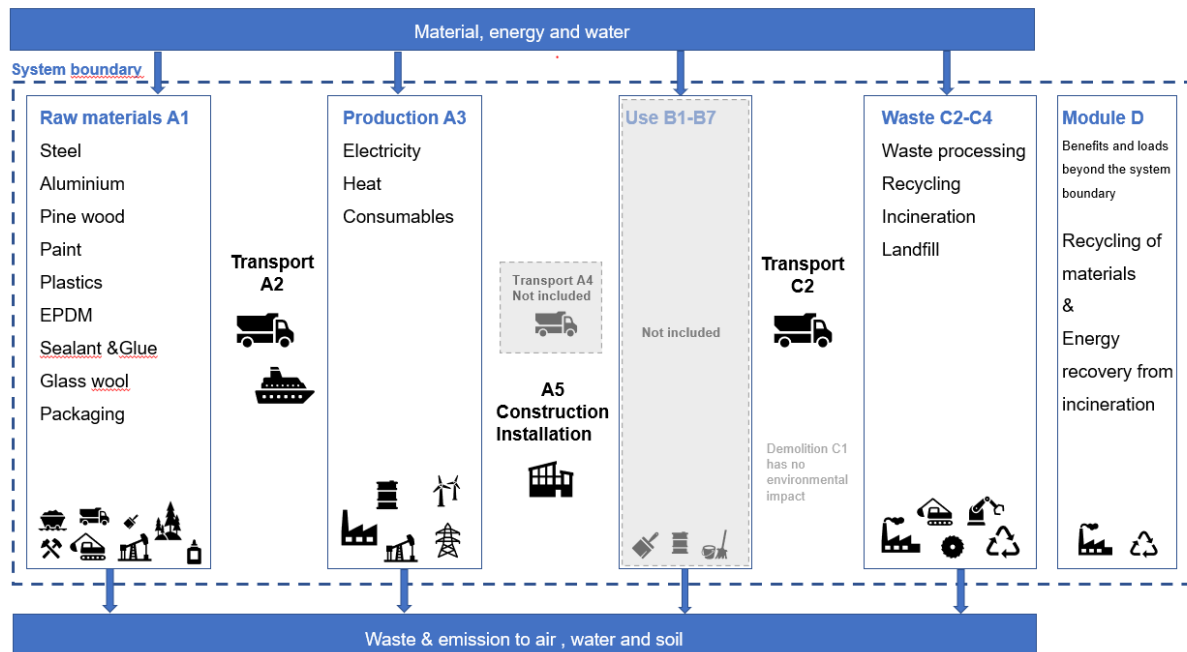 Material, energy and water
System boundary
Raw materials A1
Steel
Aluminium
Pine wood
Paint
Plastics
EPDM
Sealant &Glue
Glass wool
Packaging
Transport
A2
Production A3
Electricity
Heat
Consumables
Transport A4
Not included
A5
Construction
Installation
Use B1-B7
Not included
Transport
C2
Demolition C1
has no
environmental
impact
Waste C2-C4
Waste processing
Recycling
Incineration
Landfill
Module D
Benefits and loads
beyond the system
boundary
Recycling of
materials
&
Energy
recovery from
incineration
Waste & emission to air , water and soil